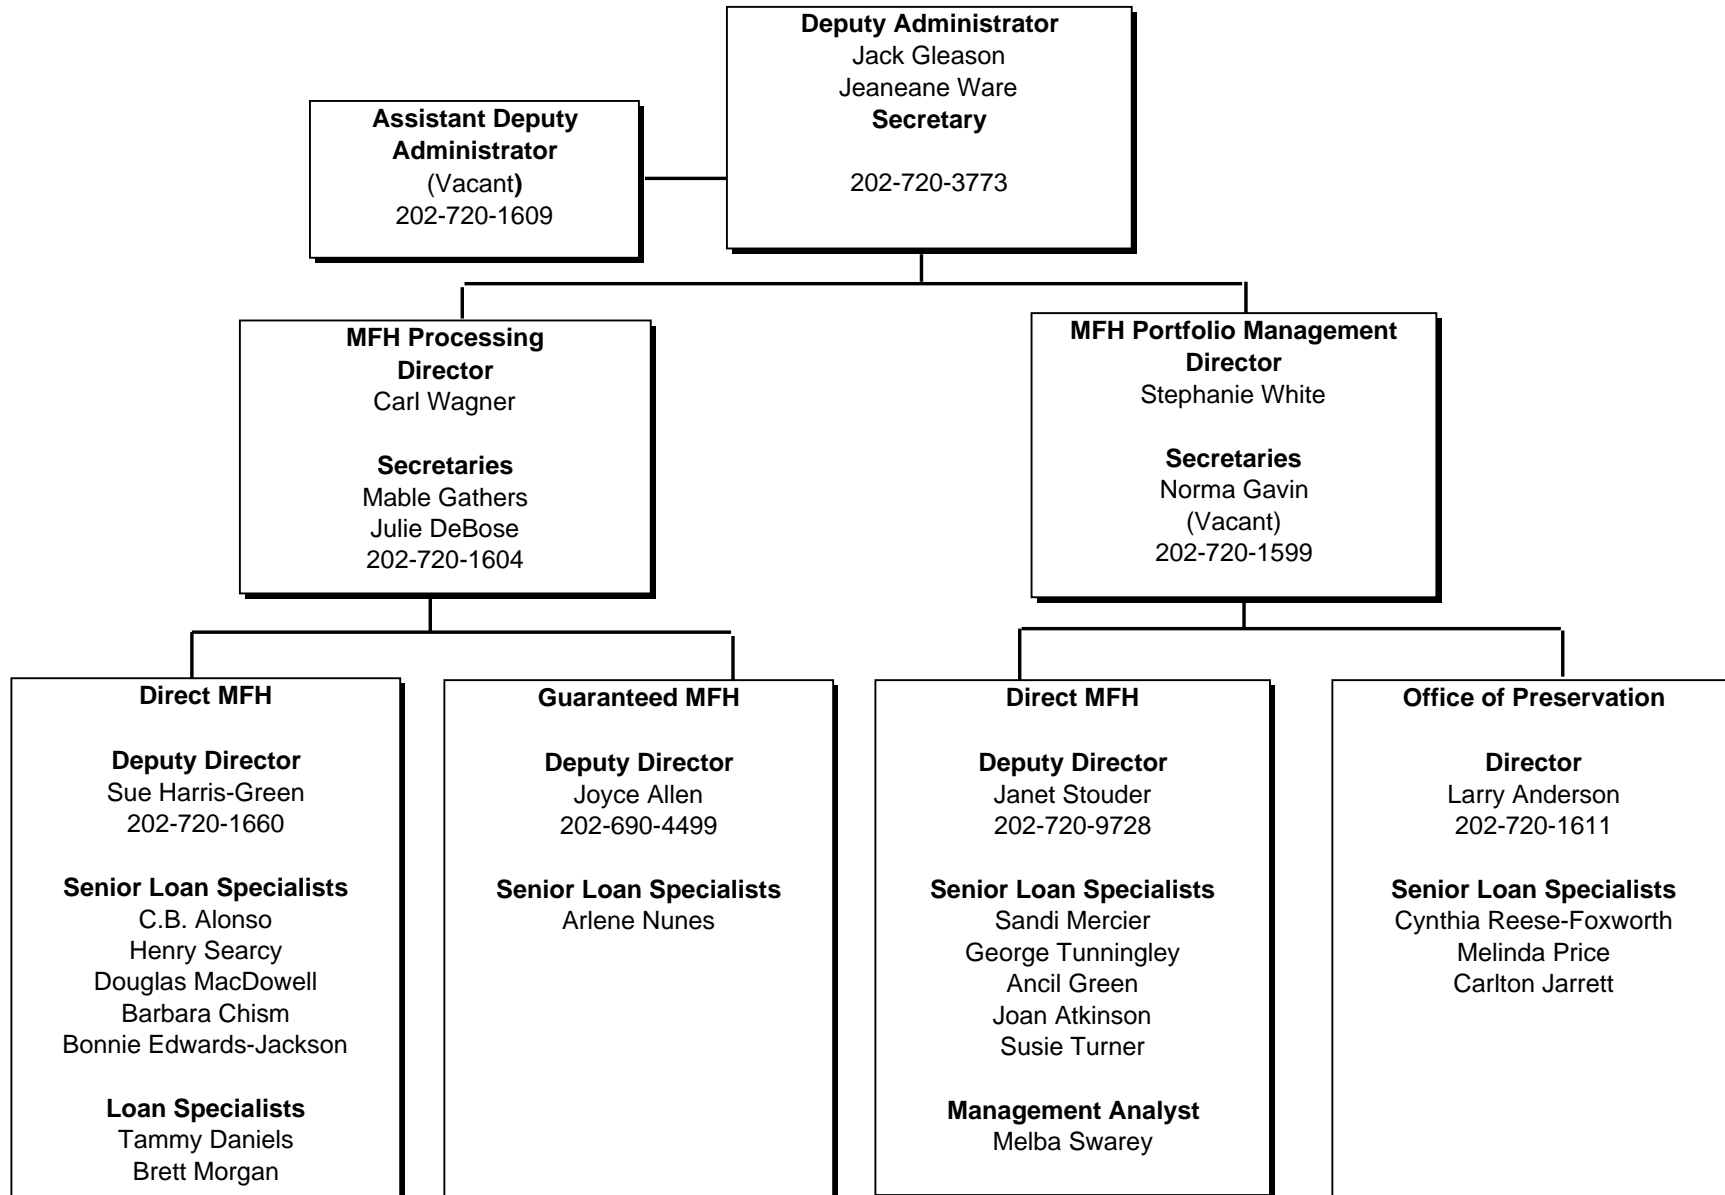 Deputy Administrator
Jack Gleason
Jeaneane Ware
Secretary
202-720-3773
Assistant Deputy
Administrator
(Vacant)
202-720-1609
MFH Processing
Director
Carl Wagner
Secretaries
Mable Gathers
Julie DeBose
202-720-1604
MFH Portfolio Management
Director
Stephanie White
Secretaries
Norma Gavin
(Vacant)
202-720-1599
Direct MFH
Deputy Director
Sue Harris-Green
202-720-1660
Senior Loan Specialists
C.B. Alonso
Henry Searcy
Douglas MacDowell
Barbara Chism
Bonnie Edwards-Jackson
Loan Specialists
Tammy Daniels
Brett Morgan
Guaranteed MFH
Deputy Director
Joyce Allen
202-690-4499
Senior Loan Specialists
Arlene Nunes
Direct MFH
Deputy Director
Janet Stouder
202-720-9728
Senior Loan Specialists
Sandi Mercier
George Tunningley
Ancil Green
Joan Atkinson
Susie Turner
Management Analyst
Melba Swarey
Office of Preservation
Director
Larry Anderson
202-720-1611
Senior Loan Specialists
Cynthia Reese-Foxworth
Melinda Price
Carlton Jarrett